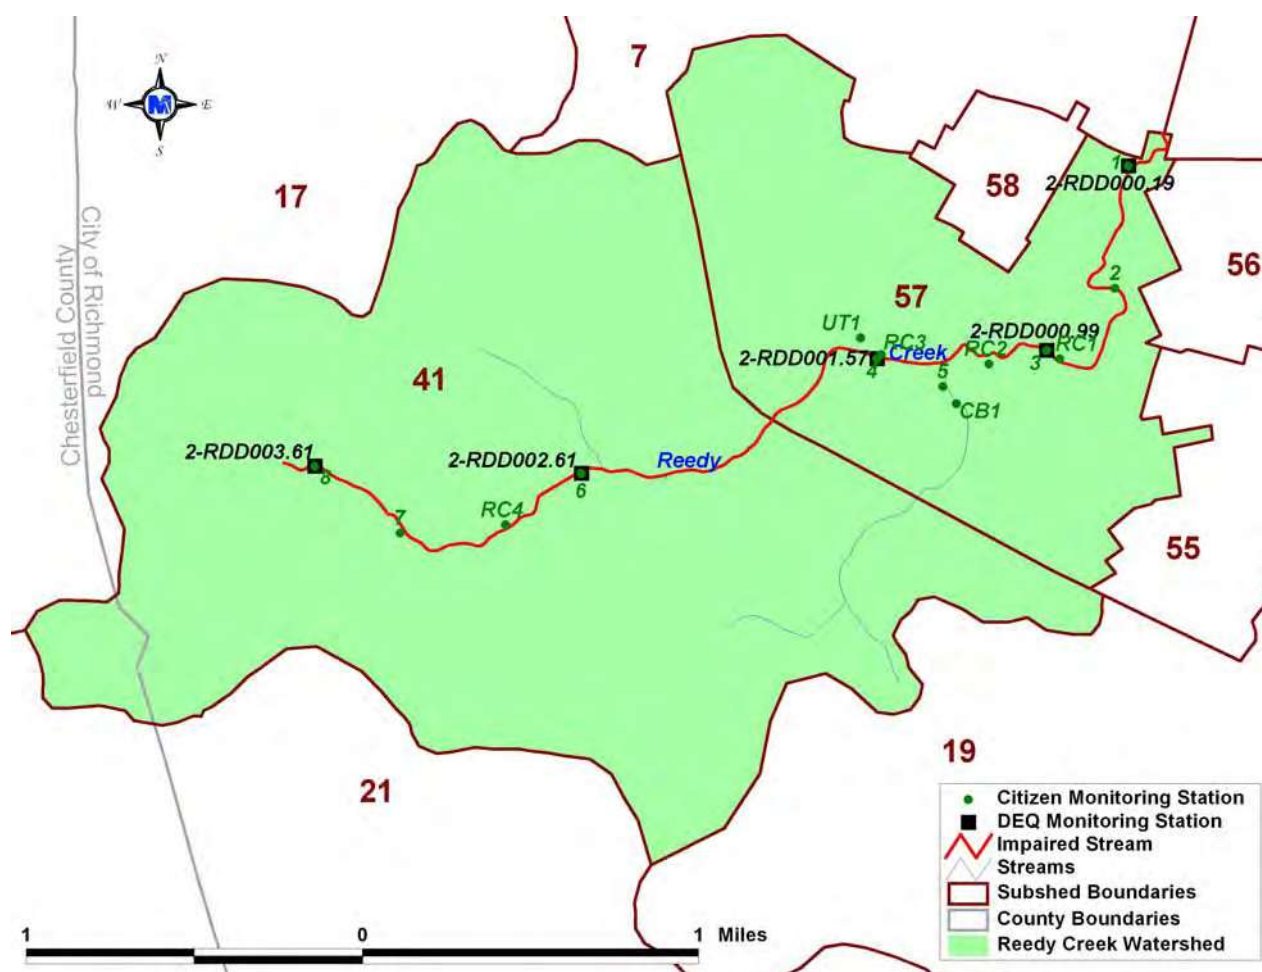 7
N
W
M
E
S
58
1
2-RDD000.19
17
56
2
57
City of Richmond
Chesterfield County
UT1
2-RDD000.99
RC3
Creek
RC2
RC1
2-RDD001.57
4
3
5
41
CB1
2-RDD003.61
8
2-RDD002.61
6
Reedy
RC4
7
55
19
21
Citizen Monitoring Station
DEQ Monitoring Station
Impaired Stream
Streams
Subshed Boundaries
County Boundaries
Reedy Creek Watershed
1 0 1 Miles